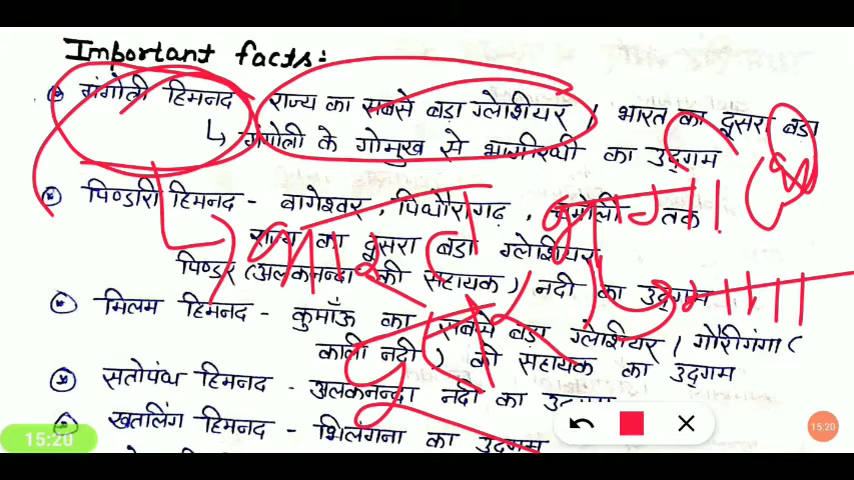 Important facts:
गंगोत्री हिमनद राज्य का सबसे बड़ा ग्लेशियर / भारत का दूसरा बड़ा
↳ गंगोत्री के गोमुख से भागीरथी का उद्गम
पिण्डारी हिमनद - बागेश्वर, पिथौरागढ़, चमोली तक
राज्य का दूसरा बड़ा ग्लेशियर
पिण्डर (अलकनन्दा की सहायक) नदी का उद्गम
मिलम हिमनद - कुमाँऊ का सबसे बड़ा ग्लेशियर / गौरीगंगा (
काली नदी) की सहायक का उद्गम
सतोपंथ हिमनद - अलकनन्दा नदी का उद्गम
खतलिंग हिमनद - भिलंगना का उद्गम
15:20
15:20